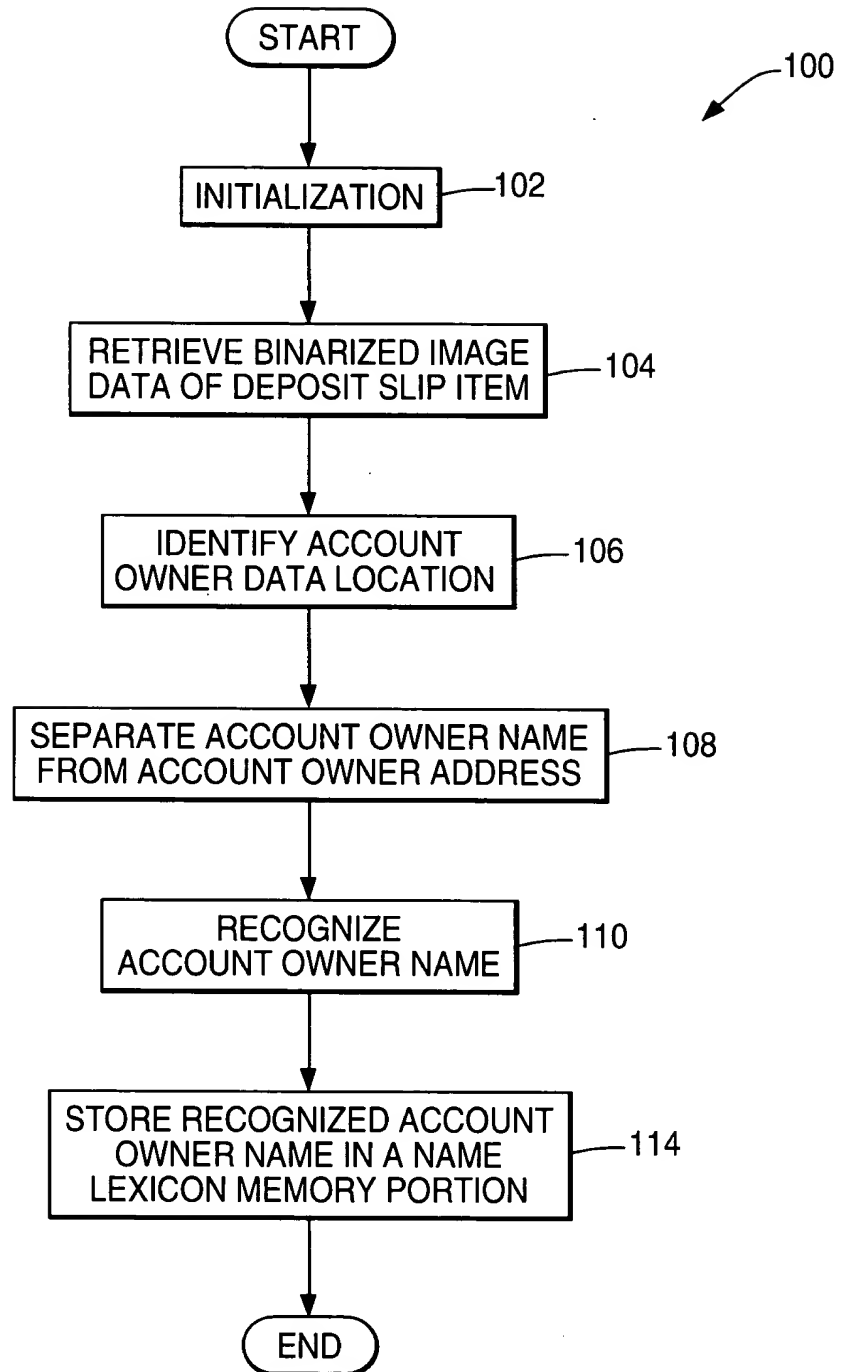 START
100
INITIALIZATION
102
RETRIEVE BINARIZED IMAGE
DATA OF DEPOSIT SLIP ITEM
104
IDENTIFY ACCOUNT
OWNER DATA LOCATION
106
SEPARATE ACCOUNT OWNER NAME
FROM ACCOUNT OWNER ADDRESS
108
RECOGNIZE
ACCOUNT OWNER NAME
110
STORE RECOGNIZED ACCOUNT
OWNER NAME IN A NAME
LEXICON MEMORY PORTION
114
END